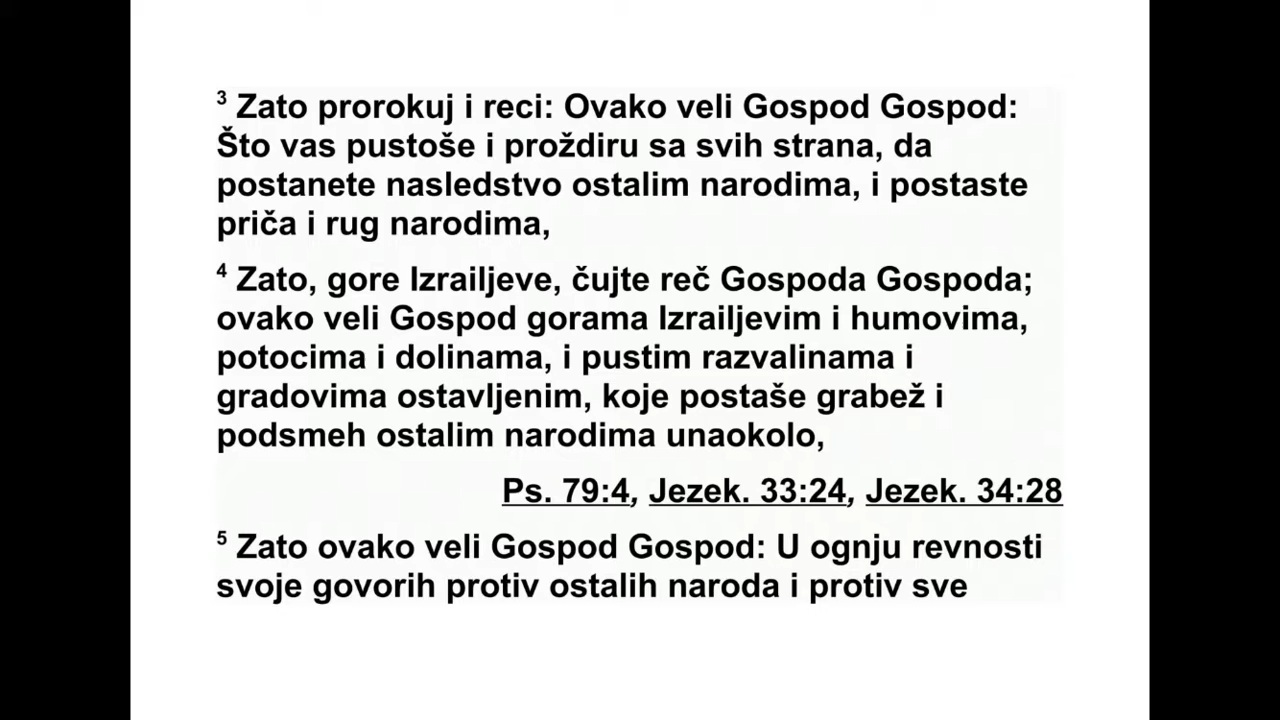 3 Zato prorokuj i reci: Ovako veli Gospod Gospod:
Što vas pustoše i proždiru sa svih strana, da
postanete nasledstvo ostalim narodima, i postaste
priča i rug narodima,
4 Zato, gore Izrailjeve, čujte reč Gospoda Gospoda;
ovako veli Gospod gorama Izrailjevim i humovima,
potocima i dolinama, i pustim razvalinama i
gradovima ostavljenim, koje postaše grabež i
podsmeh ostalim narodima unaokolo,
Ps. 79:4, Jezek. 33:24, Jezek. 34:28
5 Zato ovako veli Gospod Gospod: U ognju revnosti
svoje govorih protiv ostalih naroda i protiv sve